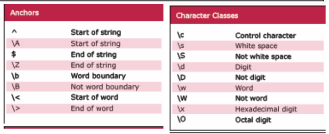 Anchors
^ Start of string
\A Start of string
$ End of string
\Z End of string
\b Word boundary
\B Not word boundary
\< Start of word
\> End of word
Character Classes
\c Control character
\s White space
\S Not white space
\d Digit
\D Not digit
\w Word
\W Not word
\x Hexadecimal digit
\O Octal digit